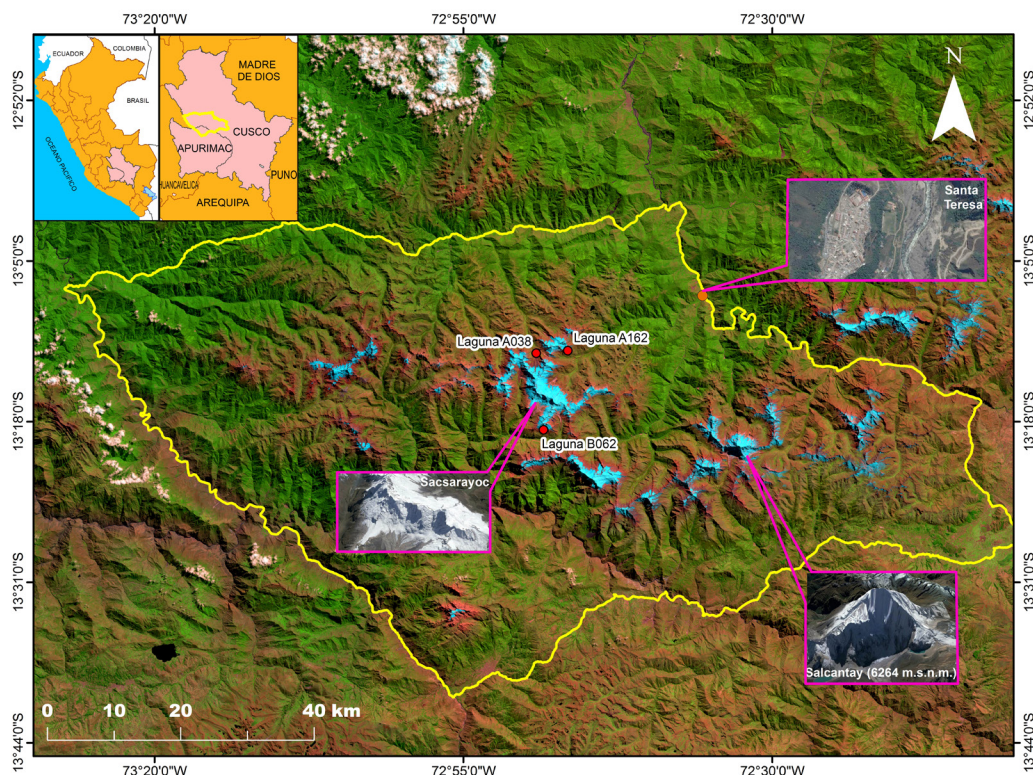 73°20'0"W
72°55'0"W
72°30'0"W
ECUADOR
COLOMBIA
BRASIL
OCEANO PACIFICO
MADRE
DE DIOS
CUSCO
APURIMAC
HUANCAVELICA
PUNO
AREQUIPA
N
12°52'0"S
12°52'0"S
Santa
Teresa
13°5'0"S
13°5'0"S
Laguna A038
Laguna A162
13°18'0"S
13°18'0"S
Laguna B062
Sacsarayoc
13°31'0"S
13°31'0"S
Salcantay (6264 m.s.n.m.)
0 10 20 40 km
13°44'0"S
13°44'0"S
73°20'0"W
72°55'0"W
72°30'0"W